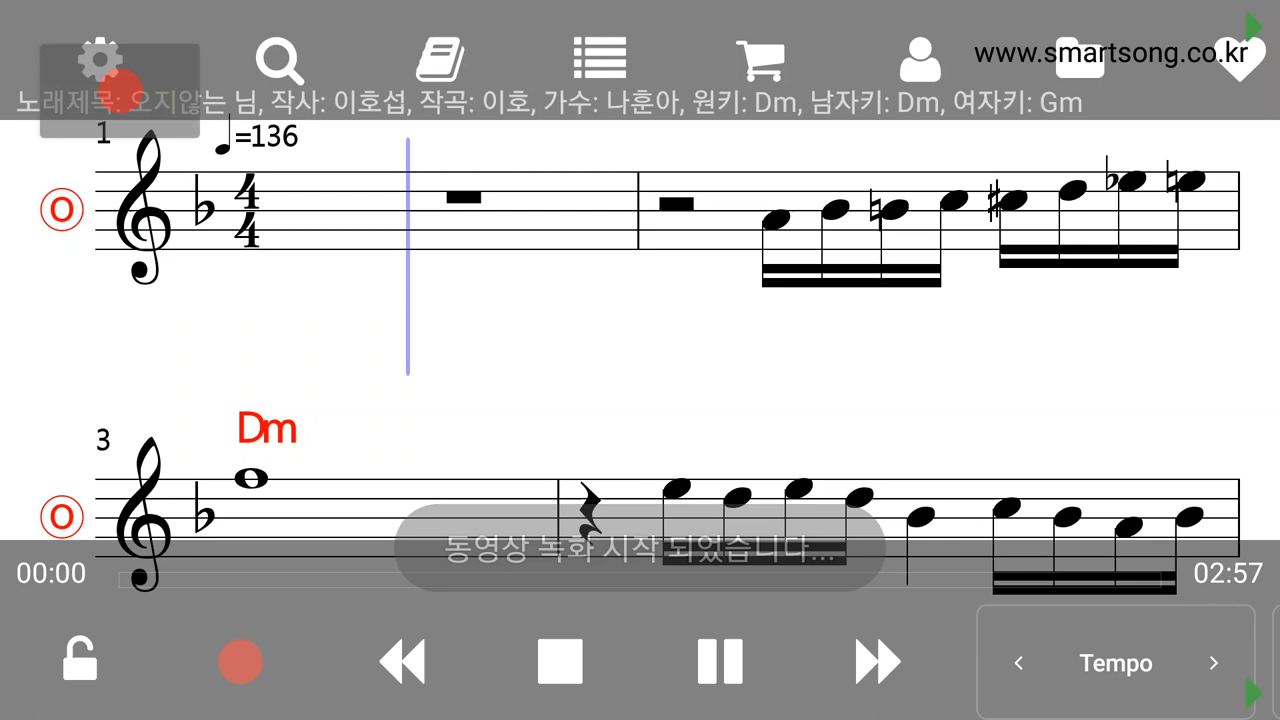 www.smartsong.co.kr
노래제목: 오지않는 님, 작사: 이호섭, 작곡: 이호, 가수: 나훈아, 원키: Dm, 남자키: Dm, 여자키: Gm
1
=136
O
4
4
Dm
3
O
동영상 녹화 시작 되었습니다...
00:00
02:57
< Tempo >